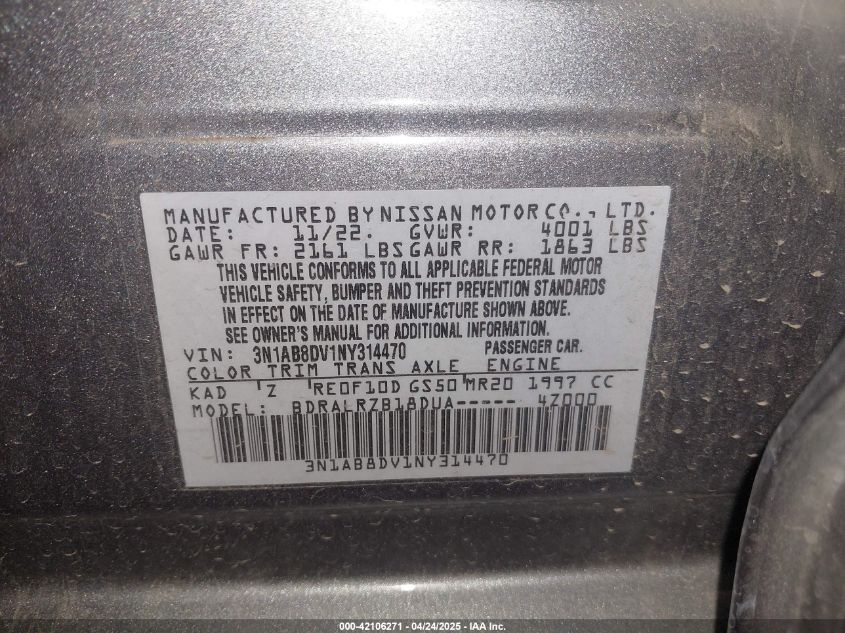 MANUFACTURED BY NISSAN MOTOR CO., LTD.
DATE: 11/22. GVWR: 4001 LBS
GAWR FR: 2161 LBS GAWR RR: 1863 LBS
THIS VEHICLE CONFORMS TO ALL APPLICABLE FEDERAL MOTOR
VEHICLE SAFETY, BUMPER AND THEFT PREVENTION STANDARDS
IN EFFECT ON THE DATE OF MANUFACTURE SHOWN ABOVE.
SEE OWNER'S MANUAL FOR ADDITIONAL INFORMATION.
VIN: 3N1AB8DV1NY314470 PASSENGER CAR.
COLOR TRIM TRANS AXLE ENGINE
KAD Z RE0F10D GS50 MR20 1997 CC
MODEL: BDRALRZB18DUA----- 4Z000
3N1AB8DV1NY314470
000-42106271 - 04/24/2025 - IAA Inc.